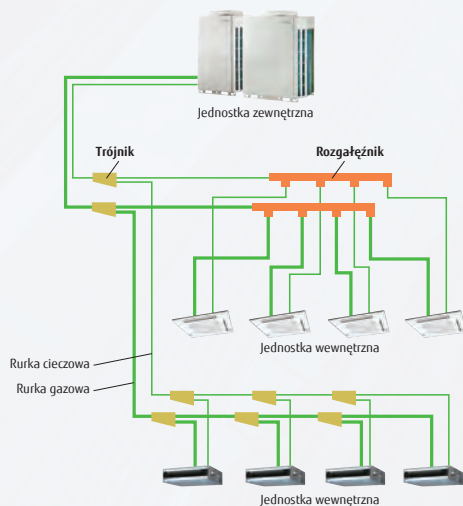 Jednostka zewnętrzna
Trójnik
Rozgałęźnik
Jednostka wewnętrzna
Rurka cieczowa
Rurka gazowa
Jednostka wewnętrzna